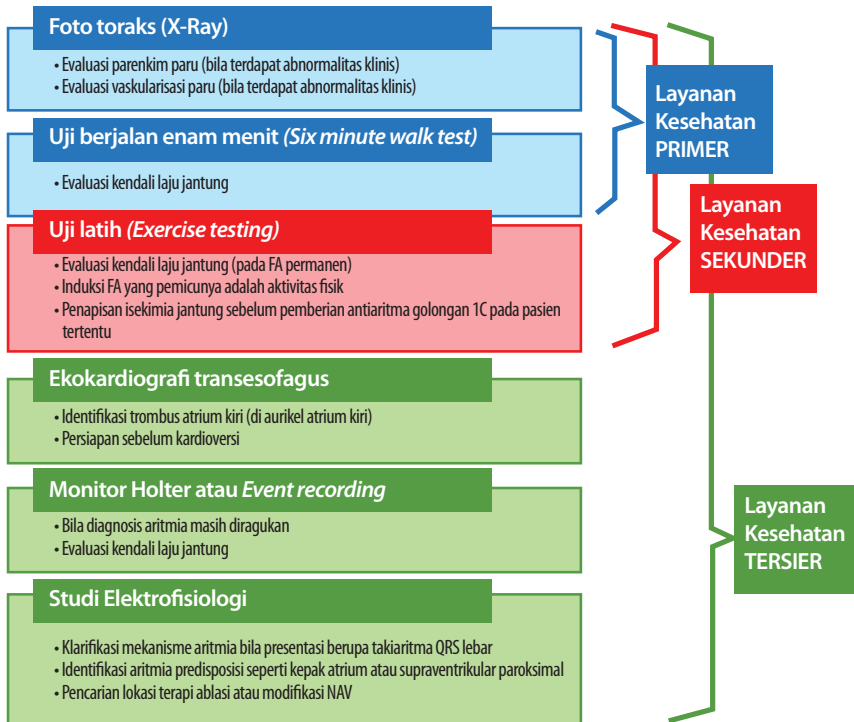 Foto toraks (X-Ray)
• Evaluasi parenkim paru (bila terdapat abnormalitas klinis)
• Evaluasi vaskularisasi paru (bila terdapat abnormalitas klinis)
Uji berjalan enam menit (Six minute walk test)
• Evaluasi kendali laju jantung
Uji latih (Exercise testing)
• Evaluasi kendali laju jantung (pada FA permanen)
• Induksi FA yang pemicunya adalah aktivitas fisik
• Penapisan isekimia jantung sebelum pemberian antiaritma golongan 1C pada pasien
tertentu
Ekokardiografi transesofagus
• Identifikasi trombus atrium kiri (di aurikel atrium kiri)
• Persiapan sebelum kardioversi
Monitor Holter atau Event recording
• Bila diagnosis aritmia masih diragukan
• Evaluasi kendali laju jantung
Studi Elektrofisiologi
• Klarifikasi mekanisme aritmia bila presentasi berupa takiaritma QRS lebar
• Identifikasi aritmia predisposisi seperti kepak atrium atau supraventrikular paroksimal
• Pencarian lokasi terapi ablasi atau modifikasi NAV
Layanan
Kesehatan
PRIMER
Layanan
Kesehatan
SEKUNDER
Layanan
Kesehatan
TERSIER